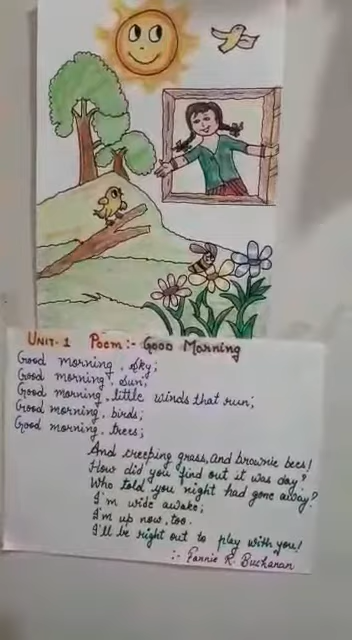 Unit-1 Poem:- Good Morning
Good morning, Sky;
Good morning, Sun;
Good morning, little winds that run;
Good morning, birds;
Good morning, trees;
And creeping grass, and brownie bees!
How did you find out it was day?
Who told you night had gone away?
I'm wide awake;
I'm up now, too.
I'll be right out to play with you!
:- Fannie R. Buchanan